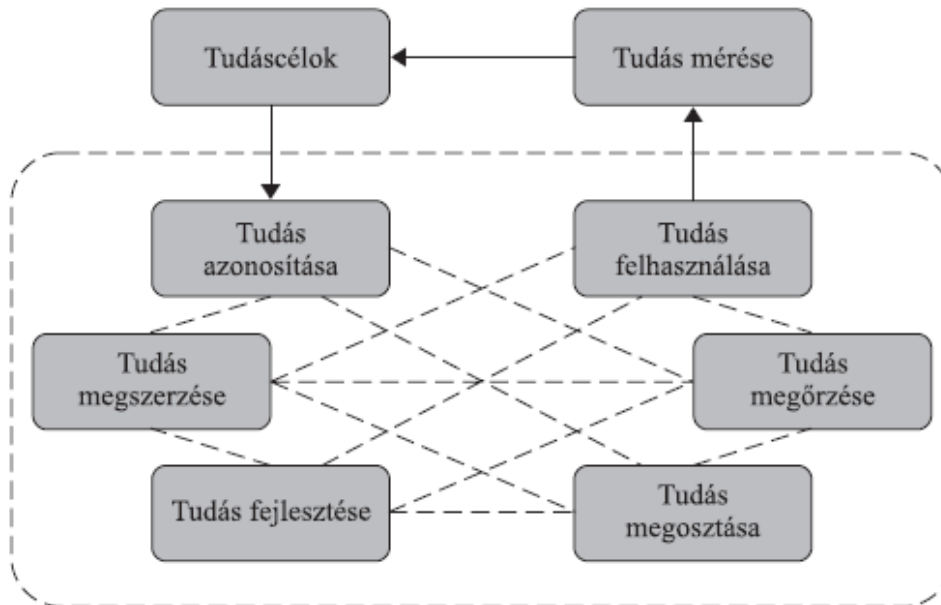 Tudáscélok
Tudás mérése
Tudás
azonosítása
Tudás
felhasználása
Tudás
megszerzése
Tudás
megőrzése
Tudás fejlesztése
Tudás
megosztása